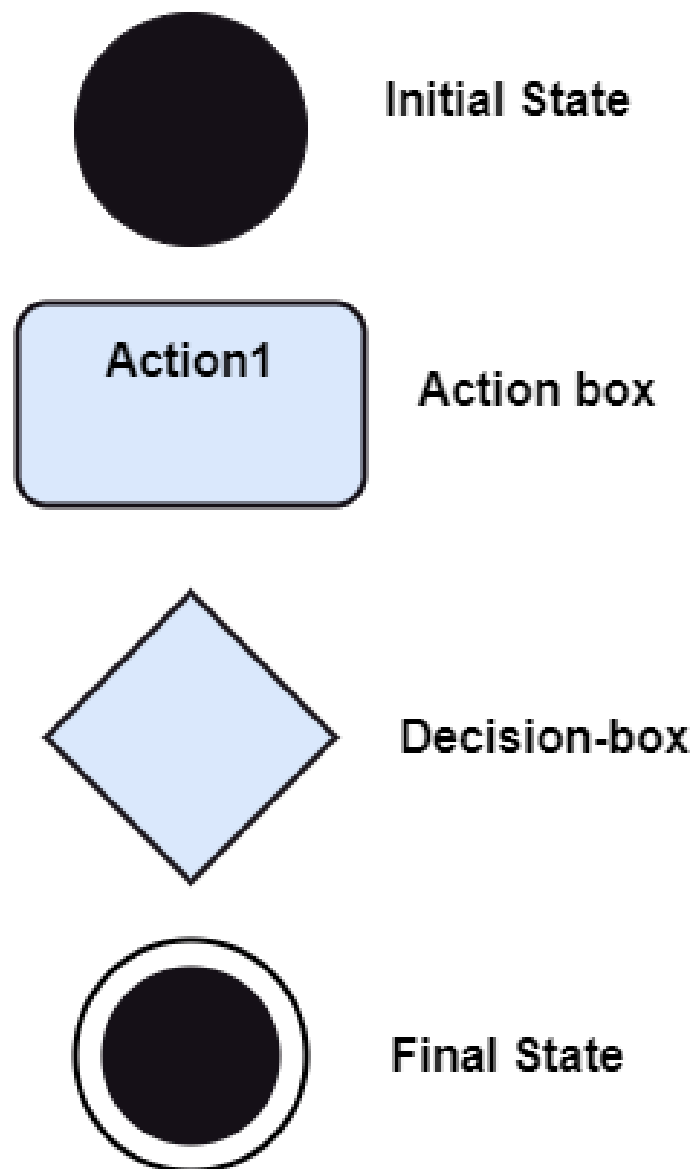 Initial State
Action1
Action box
Decision-box
Final State